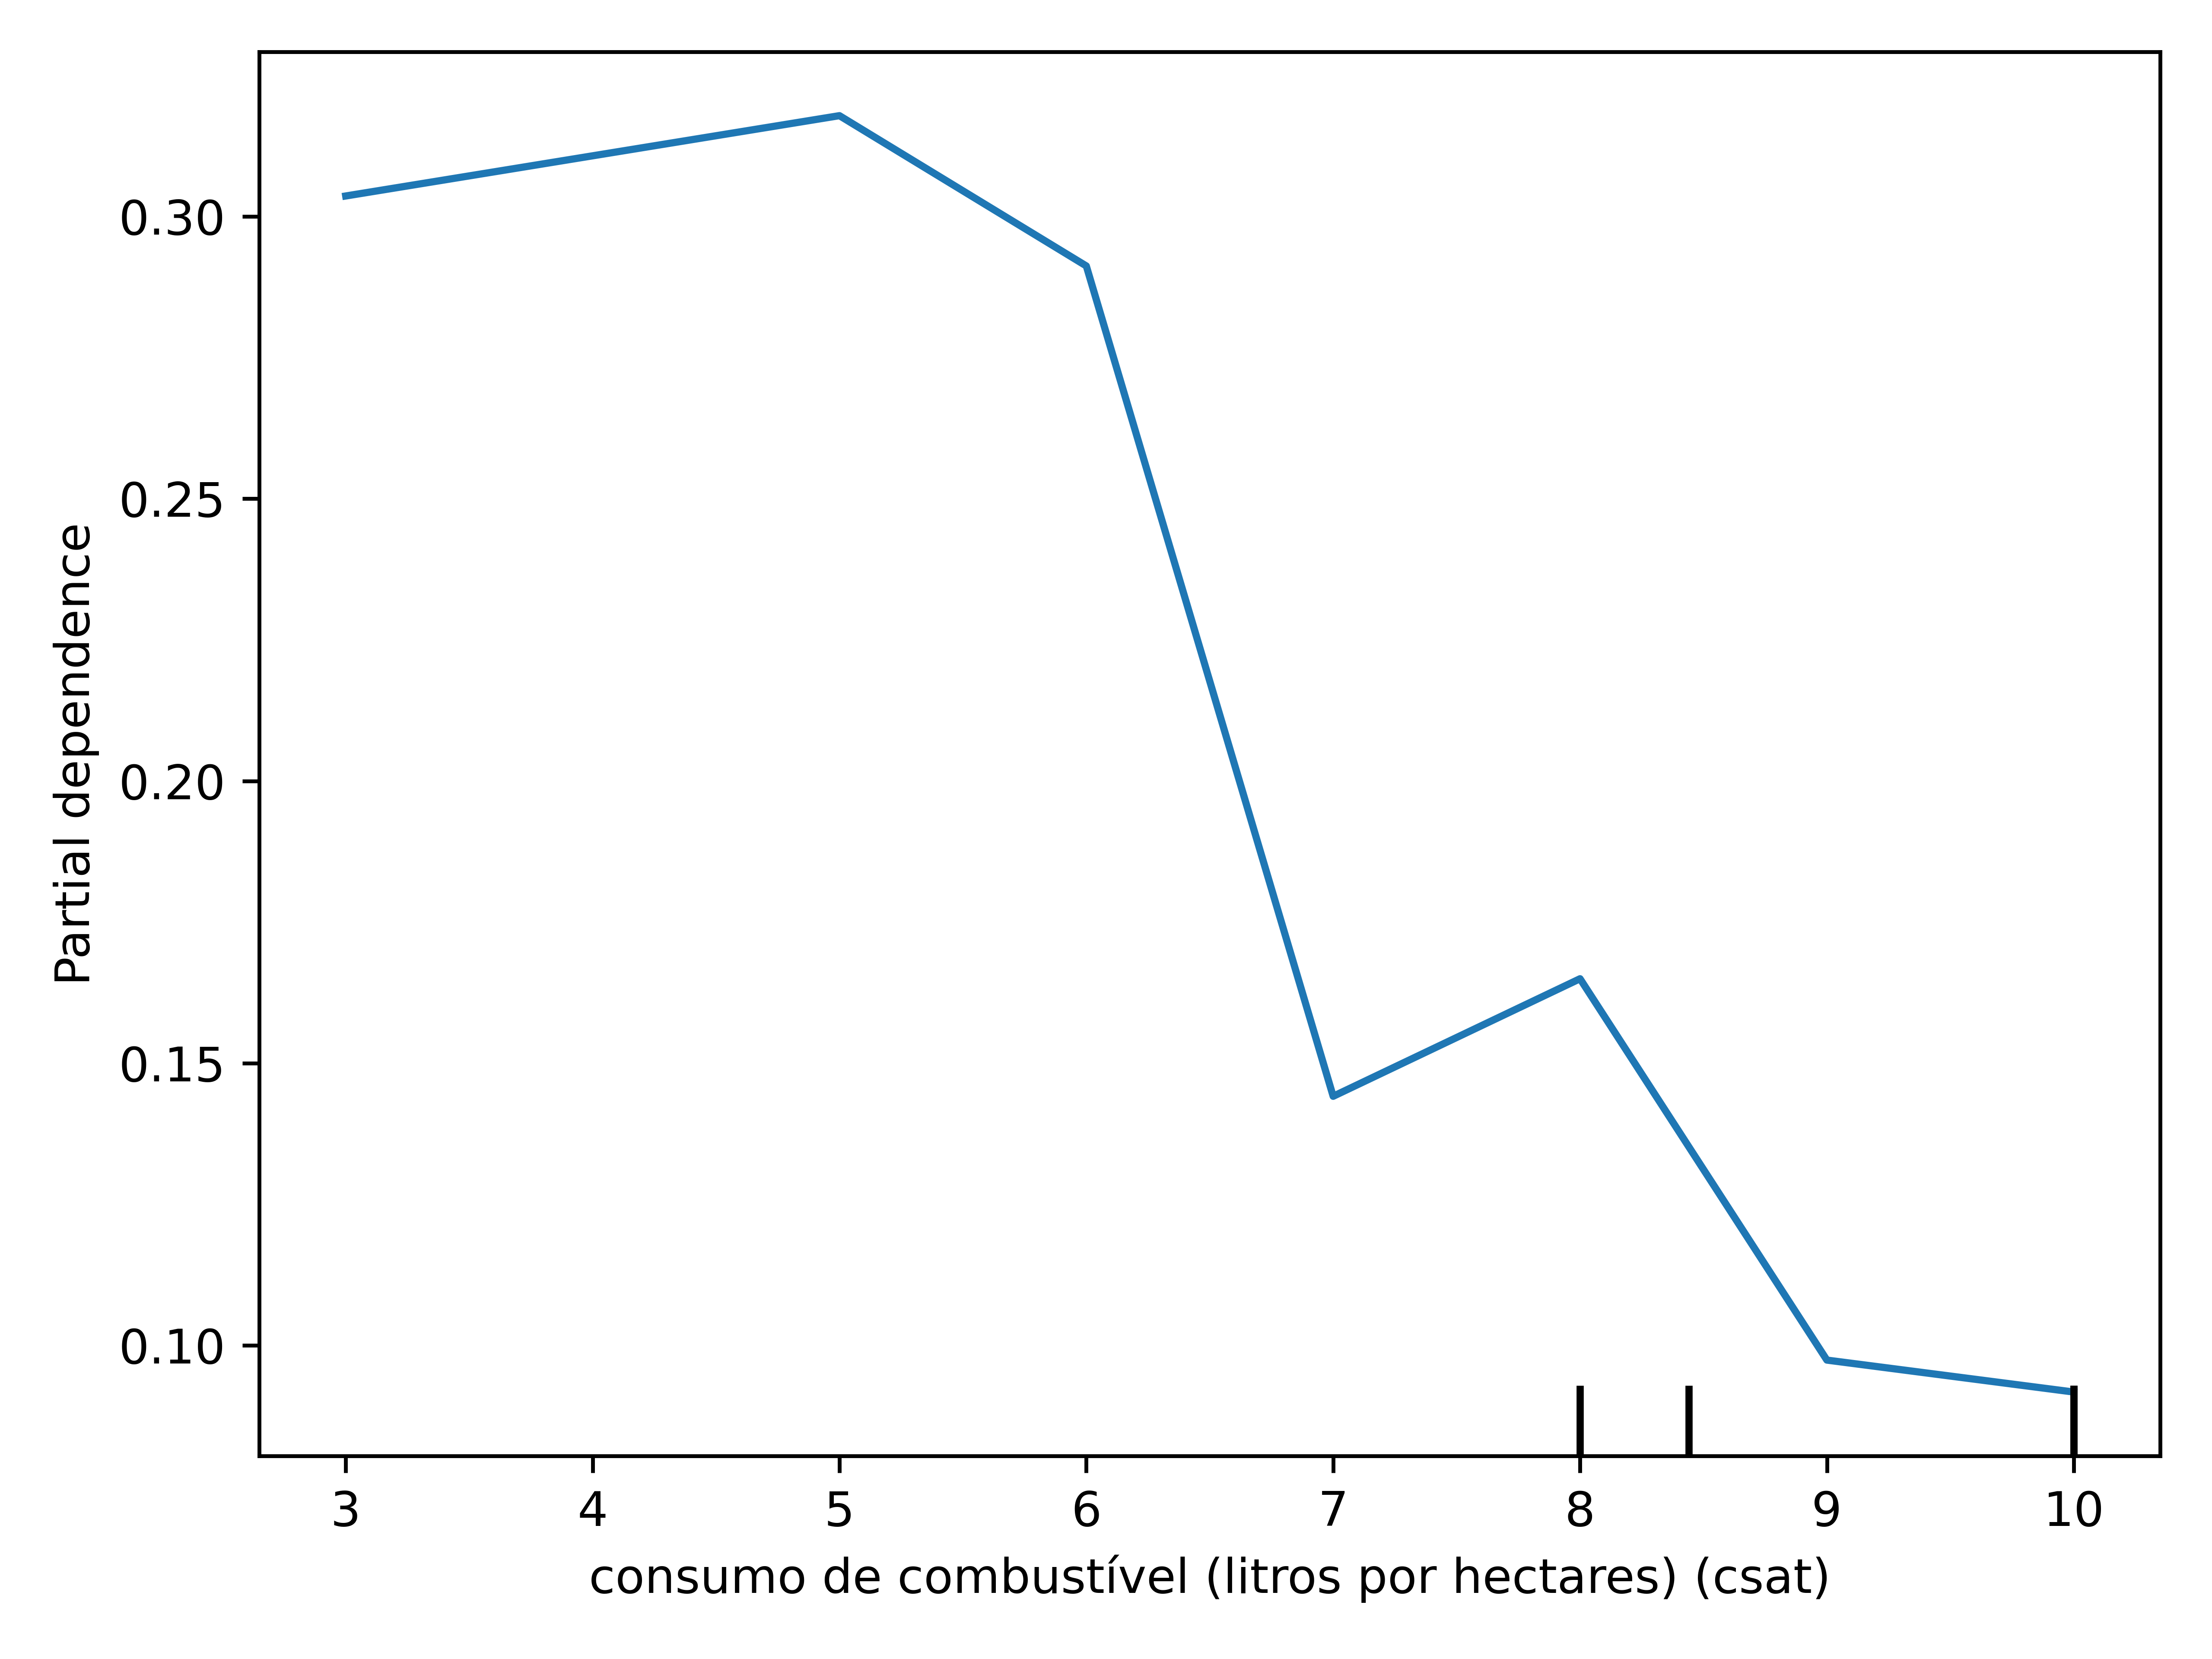 Partial dependence
0.30
0.25
0.20
0.15
0.10
3 4 5 6 7 8 9 10
consumo de combustível (litros por hectares) (csat)